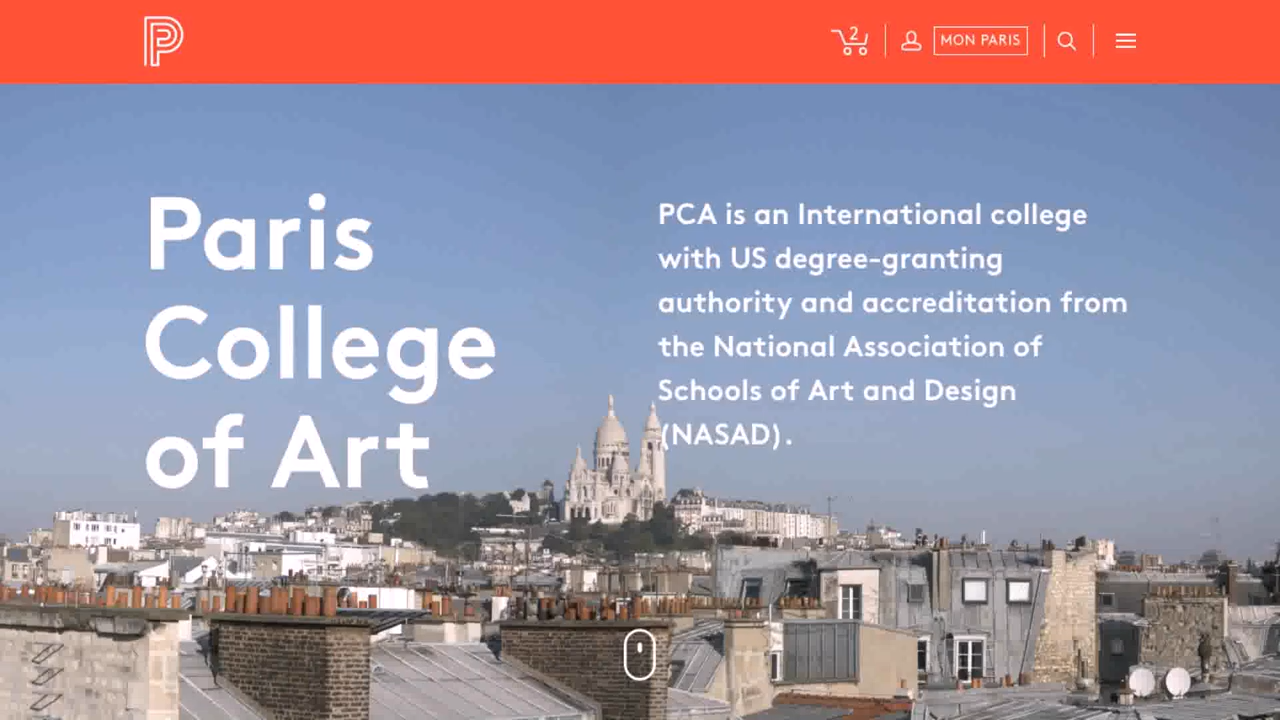 P
2
MON PARIS
Paris
College
of Art
PCA is an International college
with US degree-granting
authority and accreditation from
the National Association of
Schools of Art and Design
(NASAD).